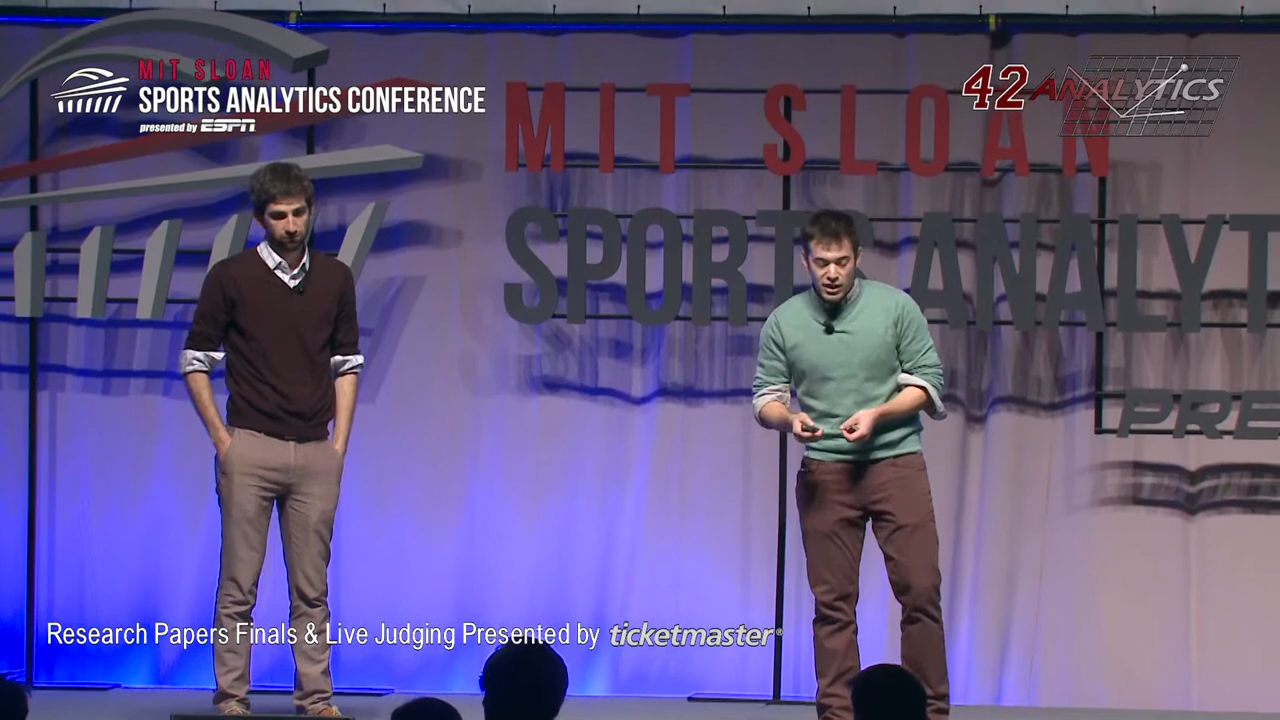 MIT SLOAN
SPORTS ANALYTICS CONFERENCE
presented by ESPN
42 ANALYTICS
MIT SLOAN
SPORTS ANALYT
PRE
Research Papers Finals & Live Judging Presented by ticketmaster®